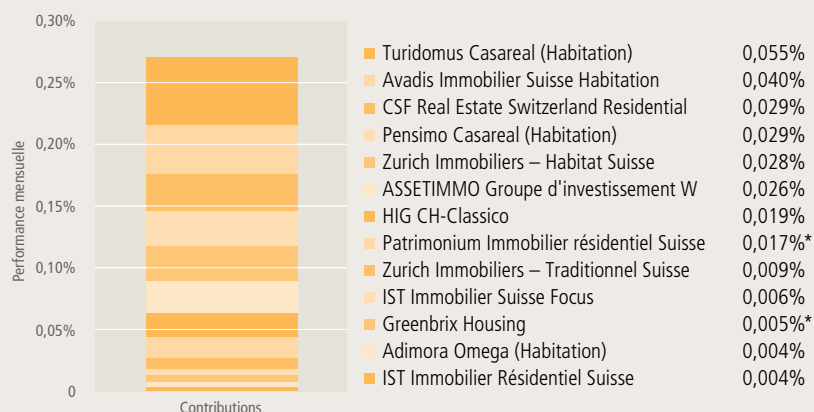 0,30%
0,25%
0,20%
0,15%
0,10%
0,05%
0
Performance mensuelle
Contributions
Turidomus Casareal (Habitation) 0,055%
Avadis Immobilier Suisse Habitation 0,040%
CSF Real Estate Switzerland Residential 0,029%
Pensimo Casareal (Habitation) 0,029%
Zurich Immobiliers – Habitat Suisse 0,028%
ASSETIMMO Groupe d'investissement W 0,026%
HIG CH-Classico 0,019%
Patrimonium Immobilier résidentiel Suisse 0,017%*
Zurich Immobiliers – Traditionnel Suisse 0,009%
IST Immobilier Suisse Focus 0,006%
Greenbrix Housing 0,005%*
Adimora Omega (Habitation) 0,004%
IST Immobilier Résidentiel Suisse 0,004%